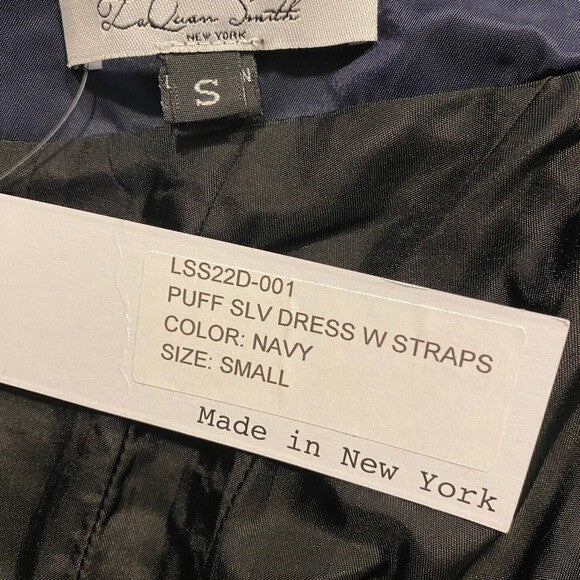 LaQuan Smith
NEW YORK
S
LSS22D-001
PUFF SLV DRESS W STRAPS
COLOR: NAVY
SIZE: SMALL
Made in New York